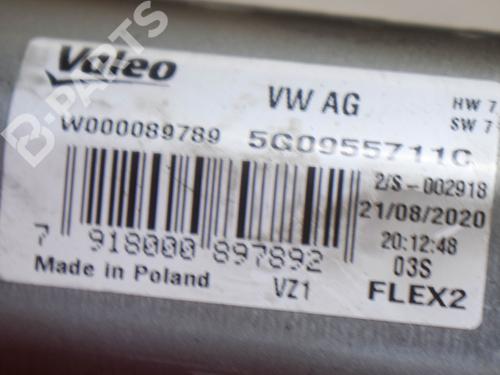 Valeo
VW AG
HW 7
SW 7
W000089789
5G0955711C
2/S-002918
21/08/2020
20:12:48
7 918000 897892
03S
Made in Poland
VZ1
FLEX2
B-PARTS